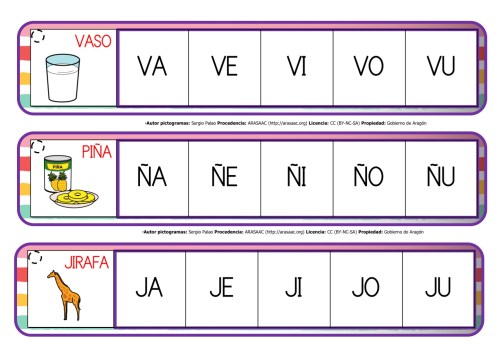 VASO
VA VE VI VO VU
·Autor pictogramas: Sergio Palao Procedencia: ARASAAC (http://arasaac.org) Licencia: CC (BY-NC-SA) Propiedad: Gobierno de Aragón
PIÑA
PIÑA
ÑA ÑE ÑI ÑO ÑU
·Autor pictogramas: Sergio Palao Procedencia: ARASAAC (http://arasaac.org) Licencia: CC (BY-NC-SA) Propiedad: Gobierno de Aragón
JIRAFA
JA JE JI JO JU